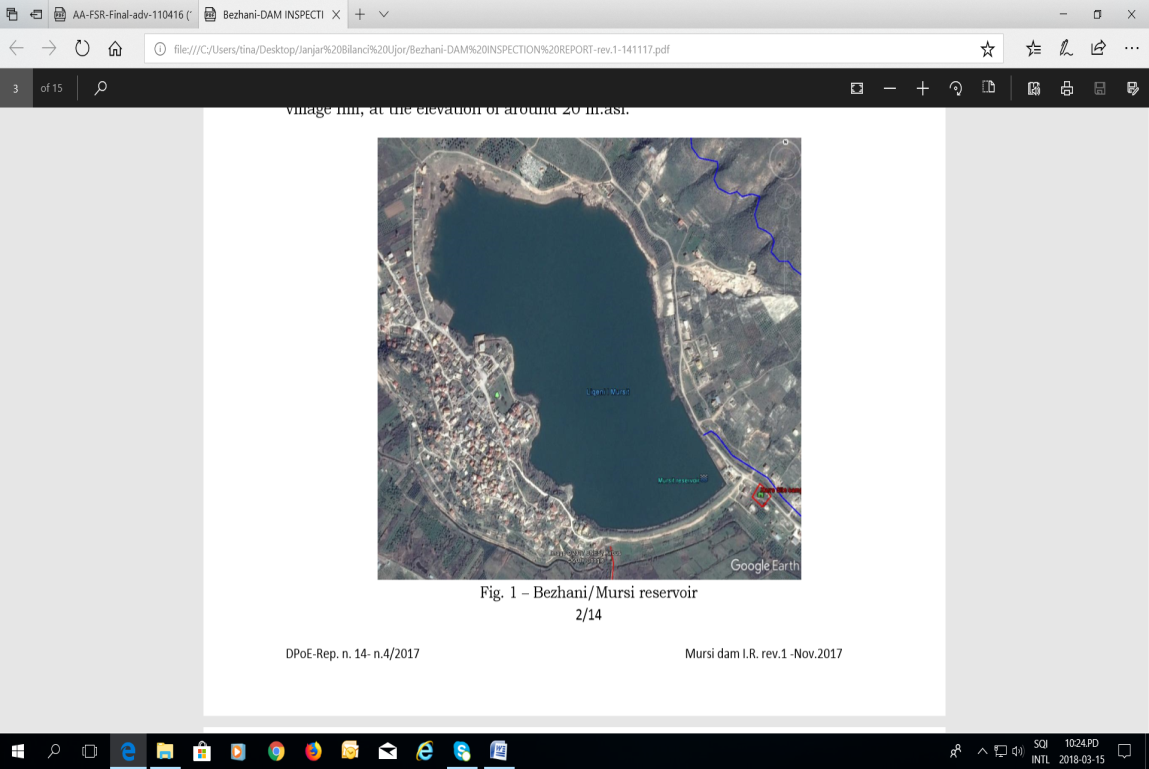 AA-FSR-Final-adv-110416 (
Bezhani-DAM INSPECTI
file:///C:/Users/tina/Desktop/Janjar%20Bilanci%20Ujor/Bezhani-DAM%20INSPECTION%20REPORT-rev.1-141117.pdf
3 of 15
village hill, at the elevation of around 20 m.asl.
Liqeni i Mursit
Mursi reservoir
Google Earth
Fig. 1 – Bezhani/Mursi reservoir
2/14
DPoE-Rep. n. 14- n.4/2017 Mursi dam I.R. rev.1 -Nov.2017
SQI 10:24.PD
INTL 2018-03-15